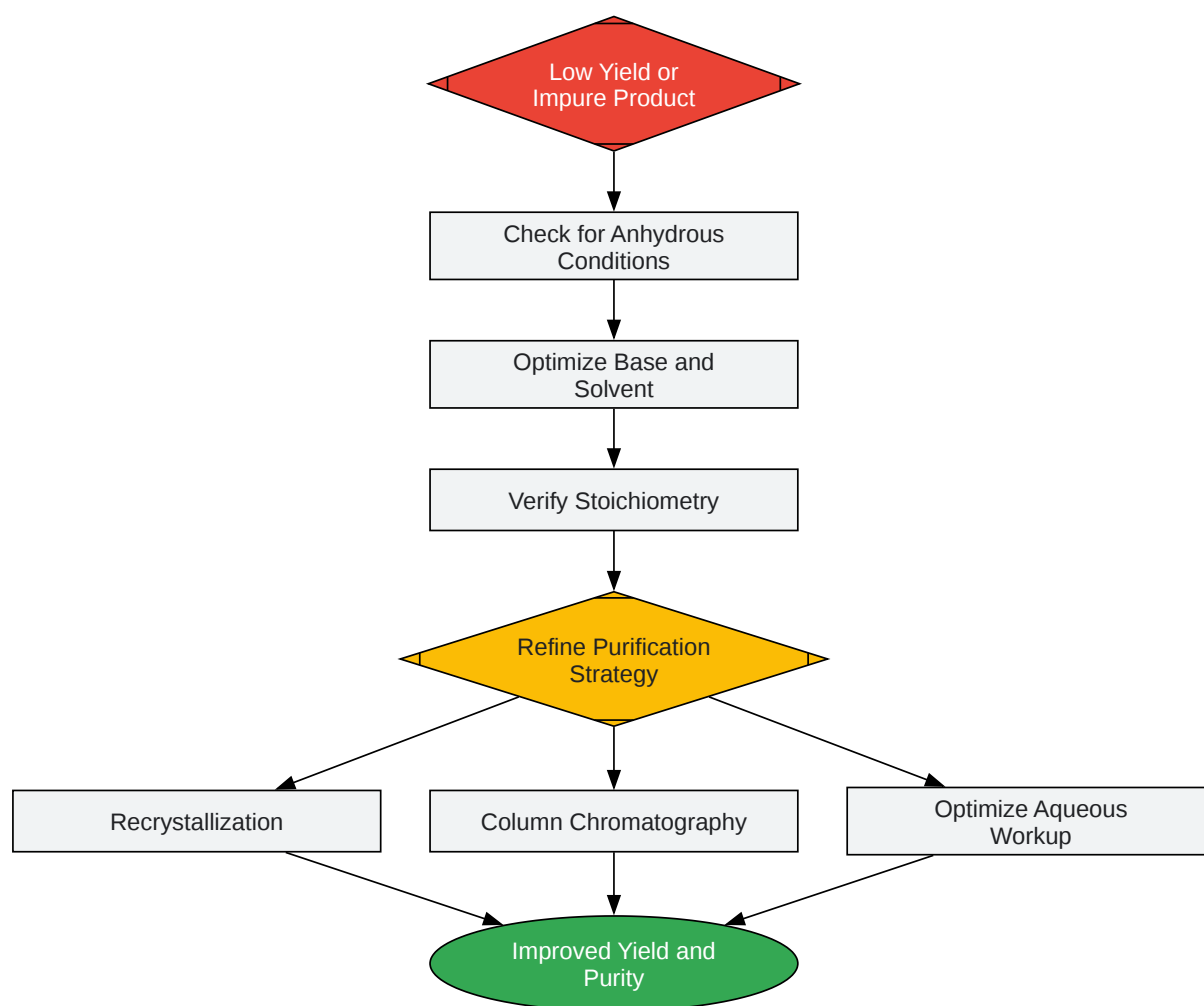 Low Yield or
Impure Product
Check for Anhydrous
Conditions
Optimize Base and
Solvent
Verify Stoichiometry
Refine Purification
Strategy
Recrystallization
Column Chromatography
Optimize Aqueous
Workup
Improved Yield and
Purity